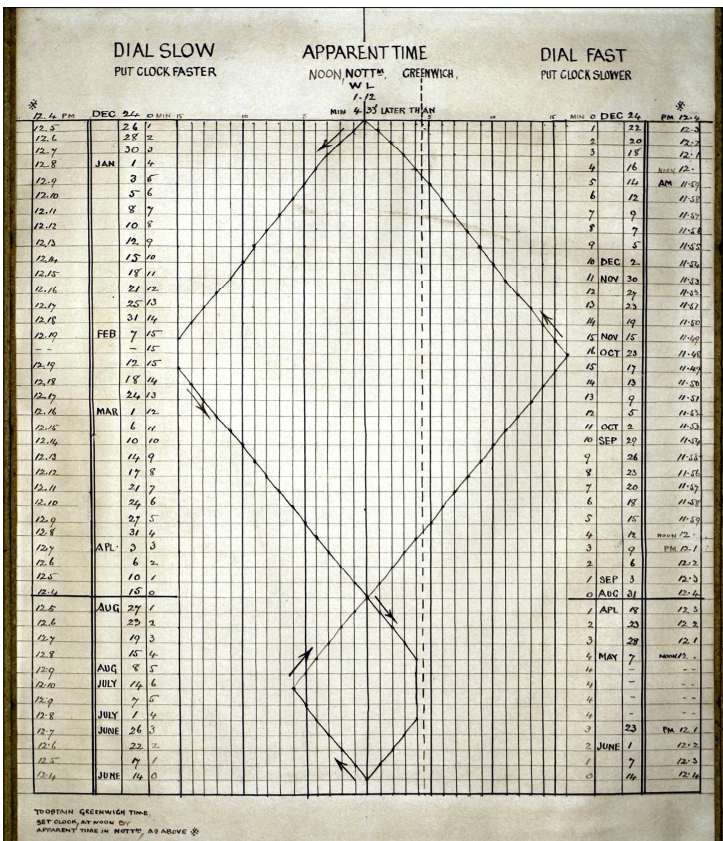 DIAL SLOW APPARENT TIME DIAL FAST
PUT CLOCK FASTER NOON, NOTTM, GREENWICH, PUT CLOCK SLOWER
W L
1·12
MIN 4·35 LATER THAN
12.4 PM DEC 24 0 MIN 15 10 5 5 10 15 MIN 0 DEC 24 PM 12.4
12.5 26 1 1 22 12.3
12.6 28 2 2 20 12.2
12.7 30 3 3 18 12.1
12.8 JAN 1 4 4 16 NOON 12.-
12.9 3 5 5 14 AM 11.59
12.10 5 6 6 12 11.58
12.11 8 7 7 9 11.57
12.12 10 8 8 7 11.56
12.13 12 9 9 5 11.55
12.14 15 10 10 DEC 2 11.54
12.15 18 11 11 NOV 30 11.53
12.16 21 12 12 27
12.17 25 13 13 23
12.18 31 14 14 19 11.50
12.19 FEB 7 15 15 NOV 15 11.49
- - - 15 16 OCT 23 11.48
12.19 12 15 15 17 11.49
12.18 18 14 14 13 11.50
12.17 24 13 13 9 11.51
12.16 MAR 1 12 12 5 11.52
12.15 6 11 11 OCT 2 11.53
12.14 10 10 10 SEP 29 11.54
12.13 14 9 9 26 11.55
12.12 17 8 8 23 11.56
12.11 21 7 7 20 11.57
12.10 24 6 6 18 11.58
12.9 27 5 5 15 11.59
12.8 31 4 4 12 NOON 12.-
12.7 APL. 3 3 3 9 PM 12.1
12.6 6 2 2 6 12.2
12.5 10 1 1 SEP 3 12.3
12.4 15 0 0 AUG 31 12.4
12.5 AUG 27 1 1 APL 18 12.3
12.6 23 2 2 23 12.2
12.7 19 3 3 28 12.1
12.8 15 4 4 MAY 7 NOON 12.-
12.9 AUG 8 5 4 - -
12.10 JULY 14 6 4 - -
12.9 7 5 4 - -
12.8 JULY 1 4 4 - -
12.7 JUNE 26 3 3 23 PM 12.1
12.6 22 2 2 JUNE 1 12.2
12.5 17 1 1 7 12.3
12.4 JUNE 14 0 0 14 12.4
TO OBTAIN GREENWICH TIME,
SET CLOCK, AT NOON BY
APPARENT TIME IN NOTTM, AS ABOVE